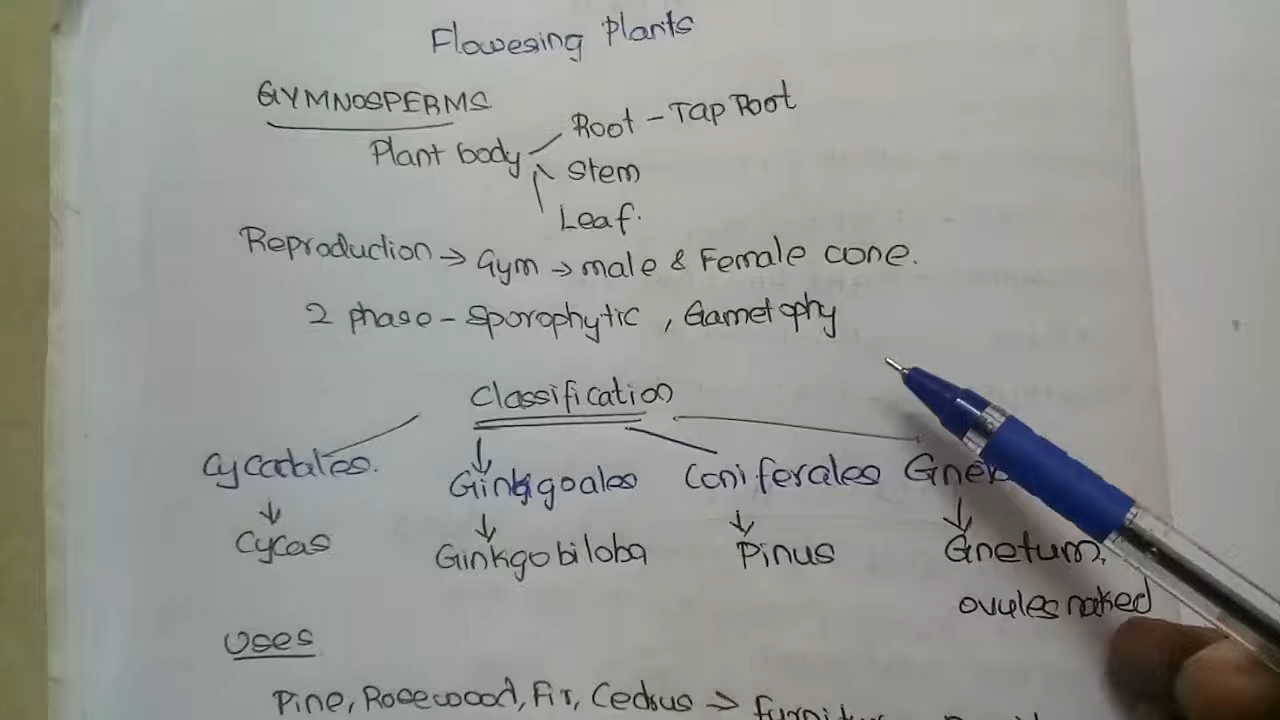 Flowering Plants
GYMNOSPERMS
Plant body
Root - Tap Root
Stem
Leaf.
Reproduction → Gym → male & Female cone.
2 phase - Sporophytic, Gametophy
Classification
Cycadales. Ginkgoales Coniferales
Cycas Ginkgobiloba Pinus Gnetum.
ovules naked
Uses
Pine, Rosewood, Fir, Cedrus →